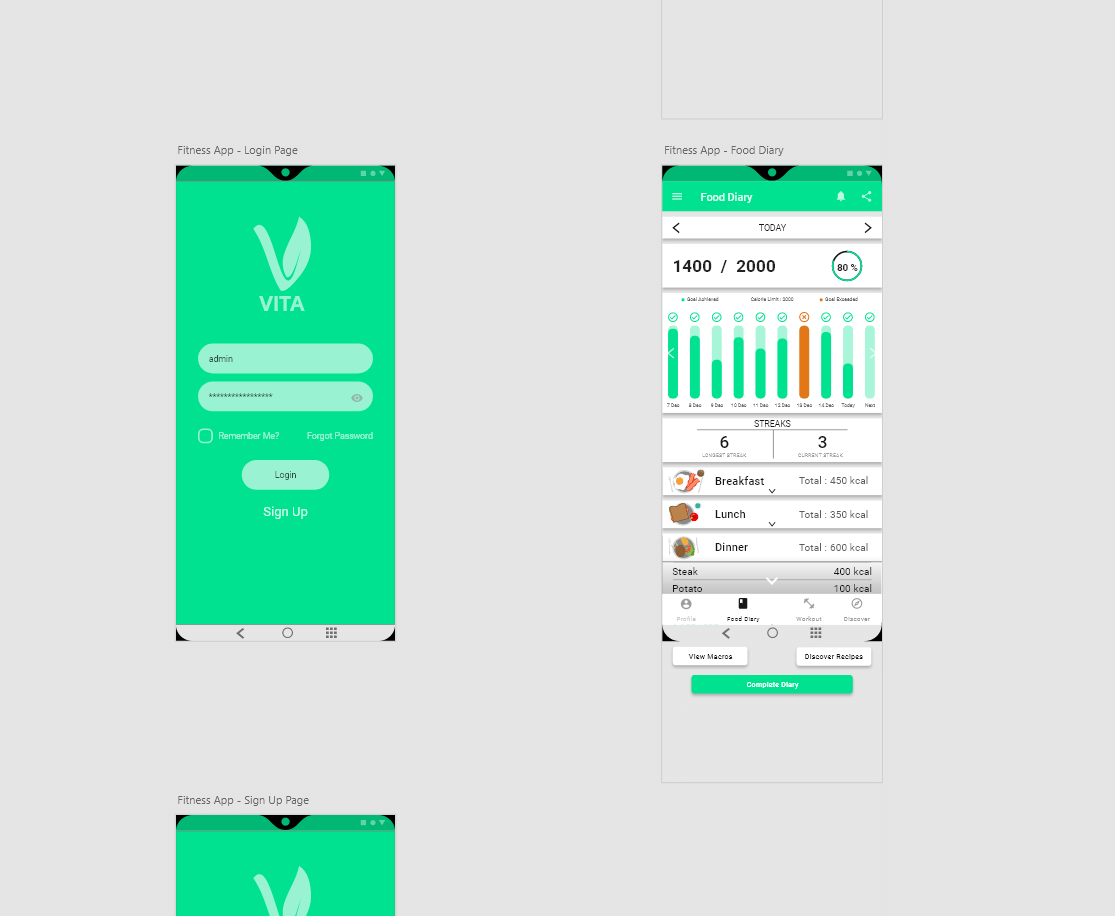 Fitness App - Login Page
VITA
admin
*****************
Remember Me? Forgot Password
Login
Sign Up
Fitness App - Food Diary
Food Diary
TODAY
1400 / 2000
80 %
Goal Achieved Calorie Limit : 2000 Goal Exceeded
7 Dec 8 Dec 9 Dec 10 Dec 11 Dec 12 Dec 13 Dec 14 Dec Today Next
STREAKS
6 3
LONGEST STREAK CURRENT STREAK
Breakfast Total : 450 kcal
Lunch Total : 350 kcal
Dinner Total : 600 kcal
Steak 400 kcal
Potato 100 kcal
Profile Food Diary Workout Discover
View Macros Discover Recipes
Complete Diary
Fitness App - Sign Up Page